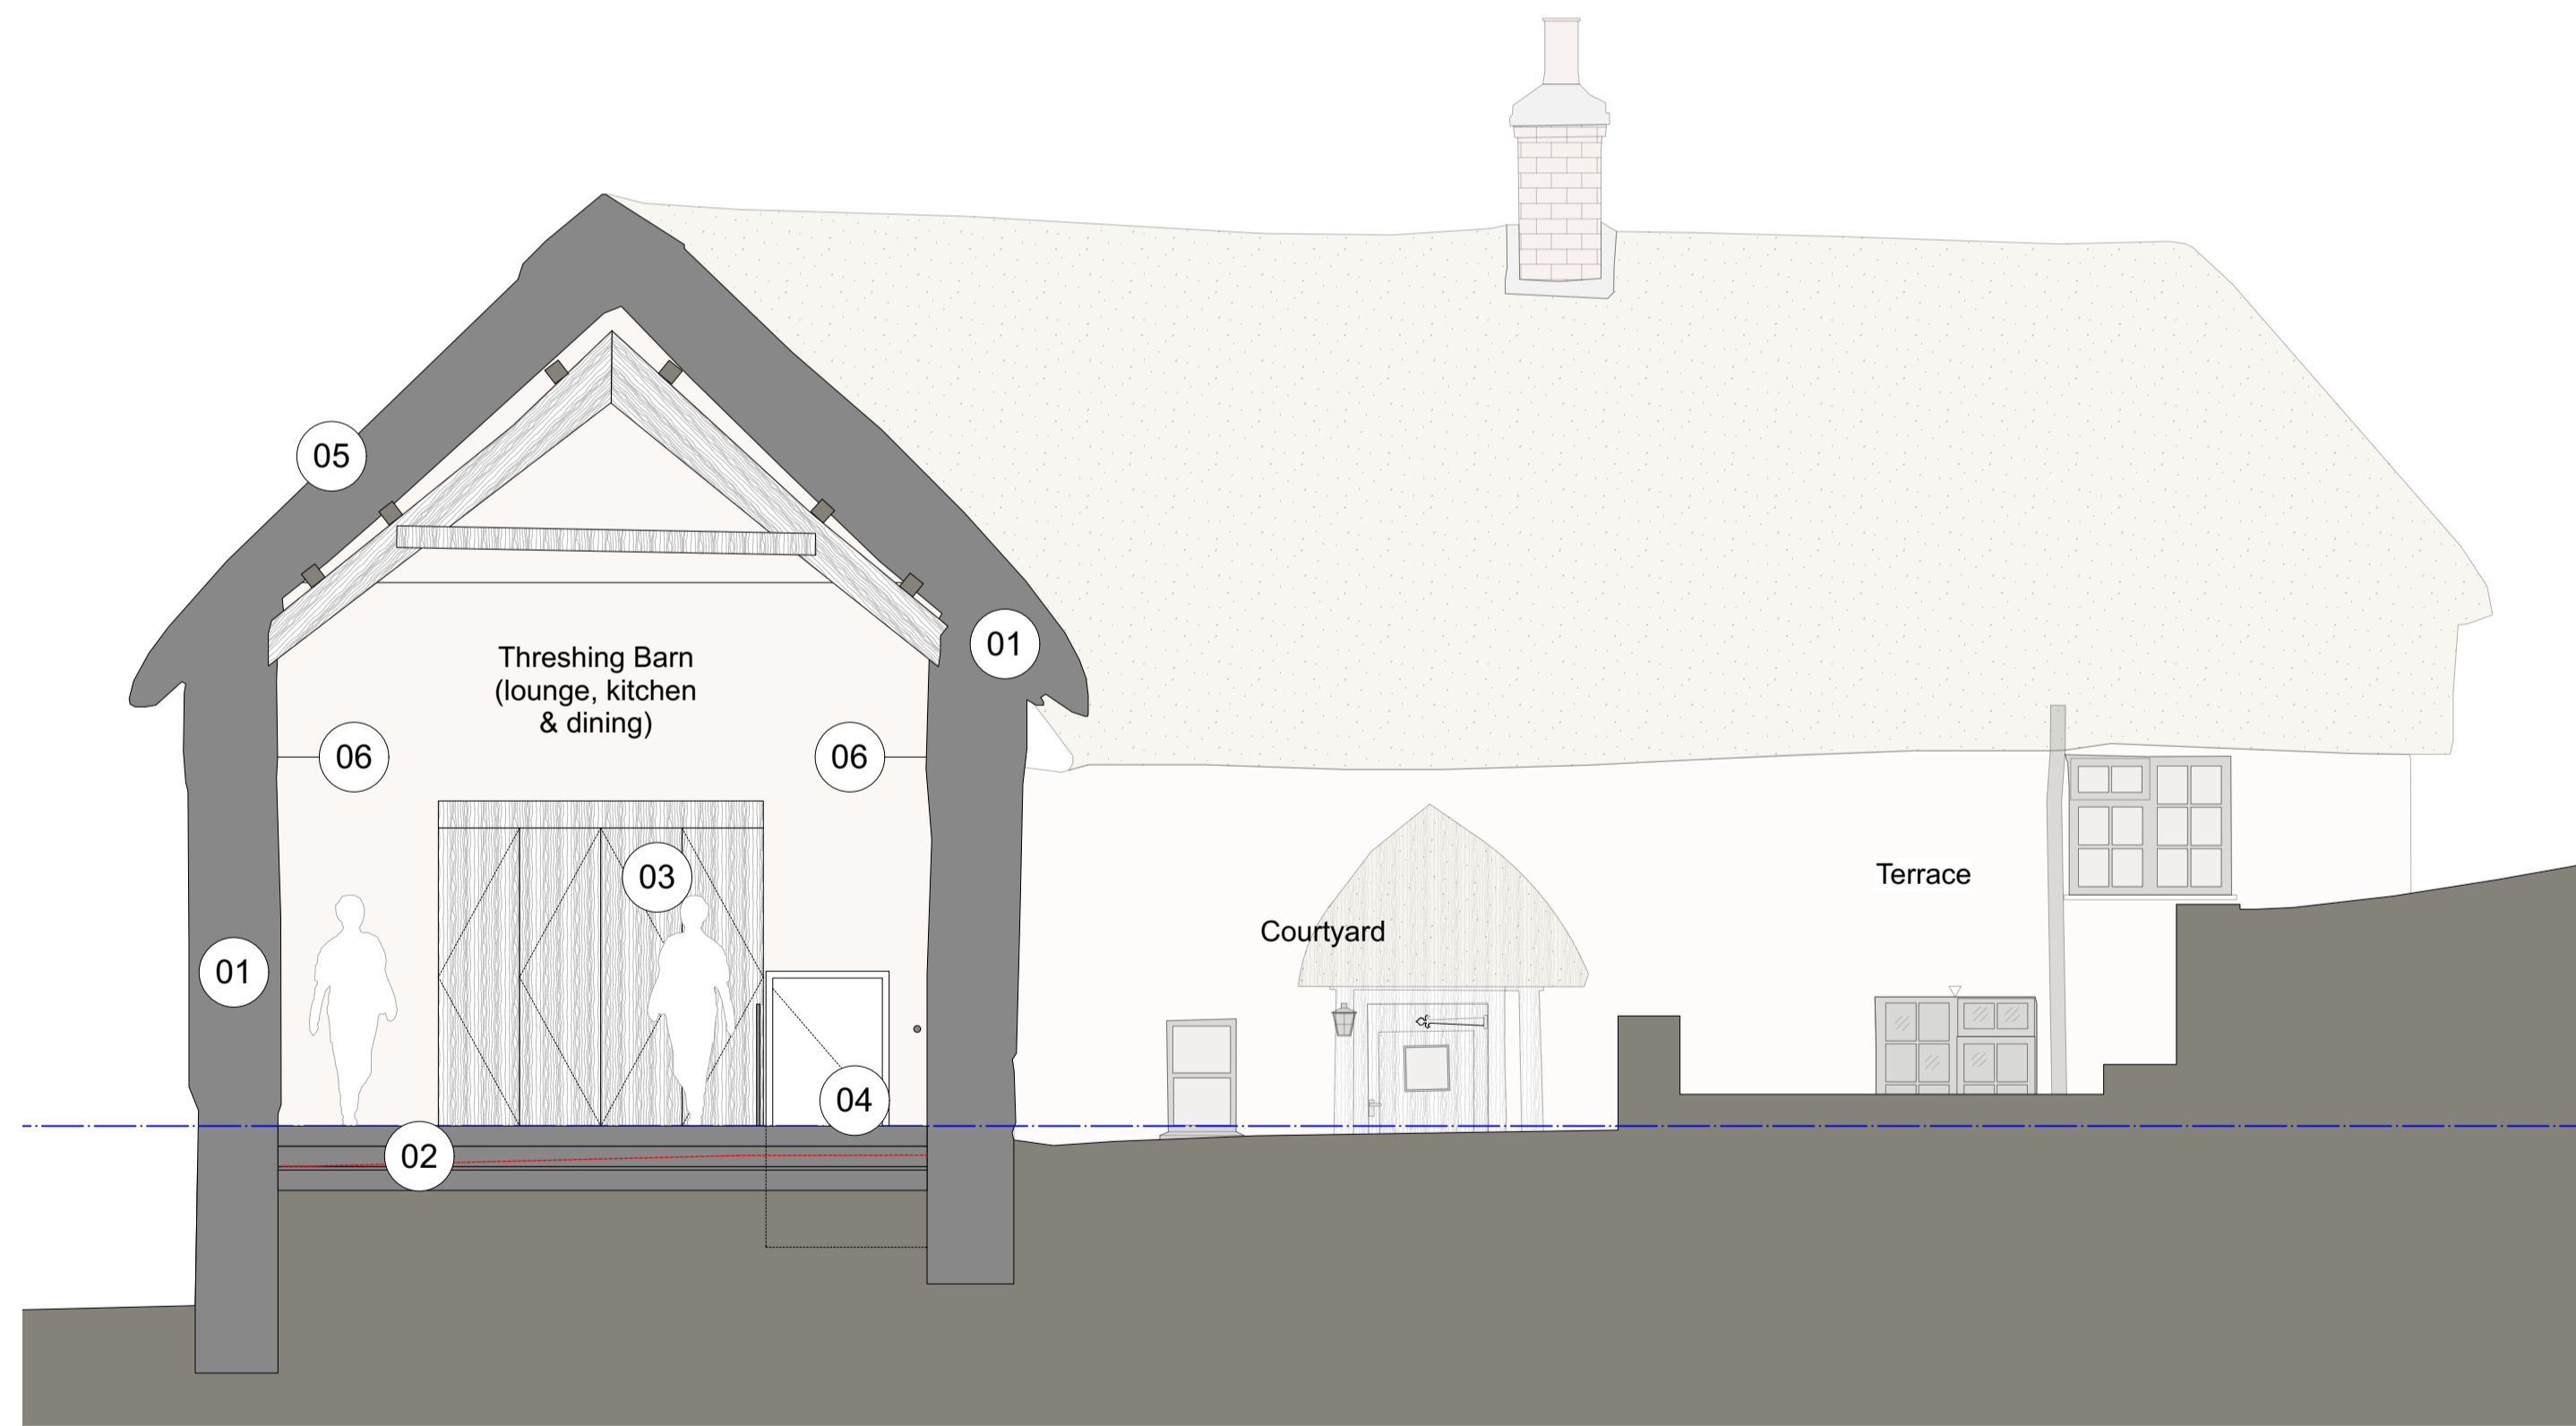 05
01
Threshing Barn
(lounge, kitchen
& dining)
06
06
03
Terrace
Courtyard
01
04
02